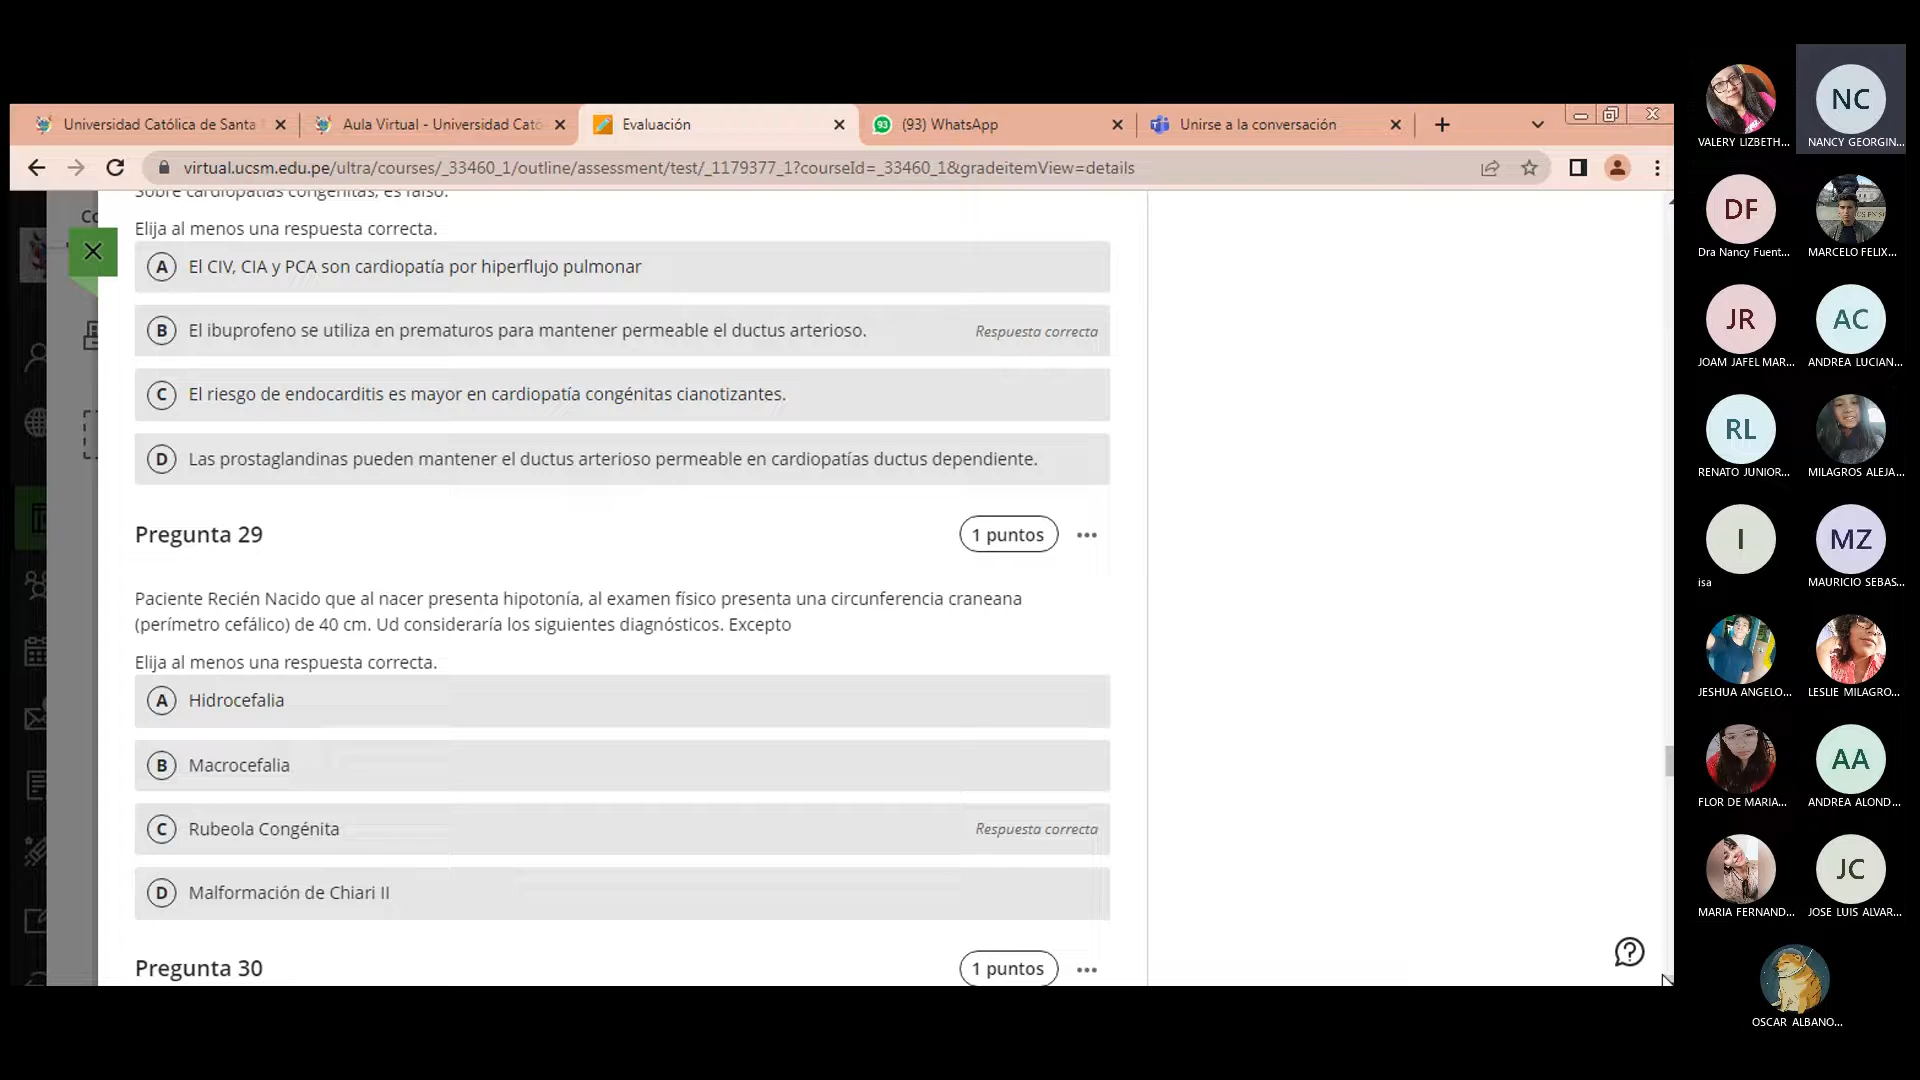 Universidad Católica de Santa
Aula Virtual - Universidad Cató
Evaluación
(93) WhatsApp
Unirse a la conversación
virtual.ucsm.edu.pe/ultra/courses/_33460_1/outline/assessment/test/_1179377_1?courseId=_33460_1&gradeitemView=details
Co
Sobre cardiopatías congénitas, es falso:
Elija al menos una respuesta correcta.
A El CIV, CIA y PCA son cardiopatía por hiperflujo pulmonar
B El ibuprofeno se utiliza en prematuros para mantener permeable el ductus arterioso. Respuesta correcta
C El riesgo de endocarditis es mayor en cardiopatía congénitas cianotizantes.
D Las prostaglandinas pueden mantener el ductus arterioso permeable en cardiopatías ductus dependiente.
Pregunta 29 1 puntos
Paciente Recién Nacido que al nacer presenta hipotonía, al examen físico presenta una circunferencia craneana
(perímetro cefálico) de 40 cm. Ud consideraría los siguientes diagnósticos. Excepto
Elija al menos una respuesta correcta.
A Hidrocefalia
B Macrocefalia
C Rubeola Congénita Respuesta correcta
D Malformación de Chiari II
Pregunta 30 1 puntos
VALERY LIZBETH...
NC
NANCY GEORGIN...
DF
Dra Nancy Fuent...
MARCELO FELIX...
JR
JOAM JAFEL MAR...
AC
ANDREA LUCIAN...
RL
RENATO JUNIOR...
MILAGROS ALEJA...
I
isa
MZ
MAURICIO SEBAS...
JESHUA ANGELO...
LESLIE MILAGRO...
FLOR DE MARIA...
AA
ANDREA ALOND...
MARIA FERNAND...
JC
JOSE LUIS ALVAR...
OSCAR ALBANO...